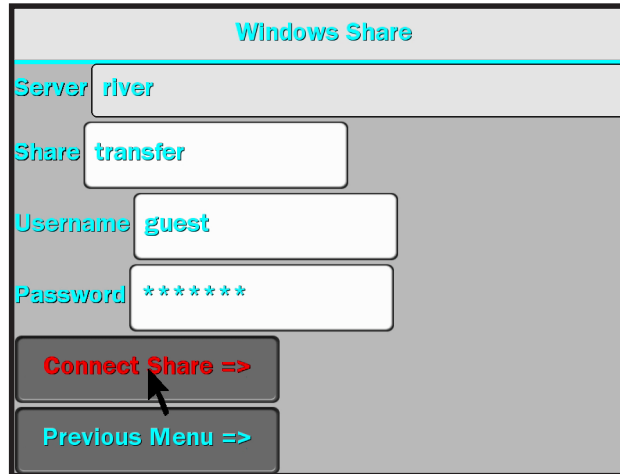 Windows Share
Server river
Share transfer
Username guest
Password *******
Connect Share =>
Previous Menu =>